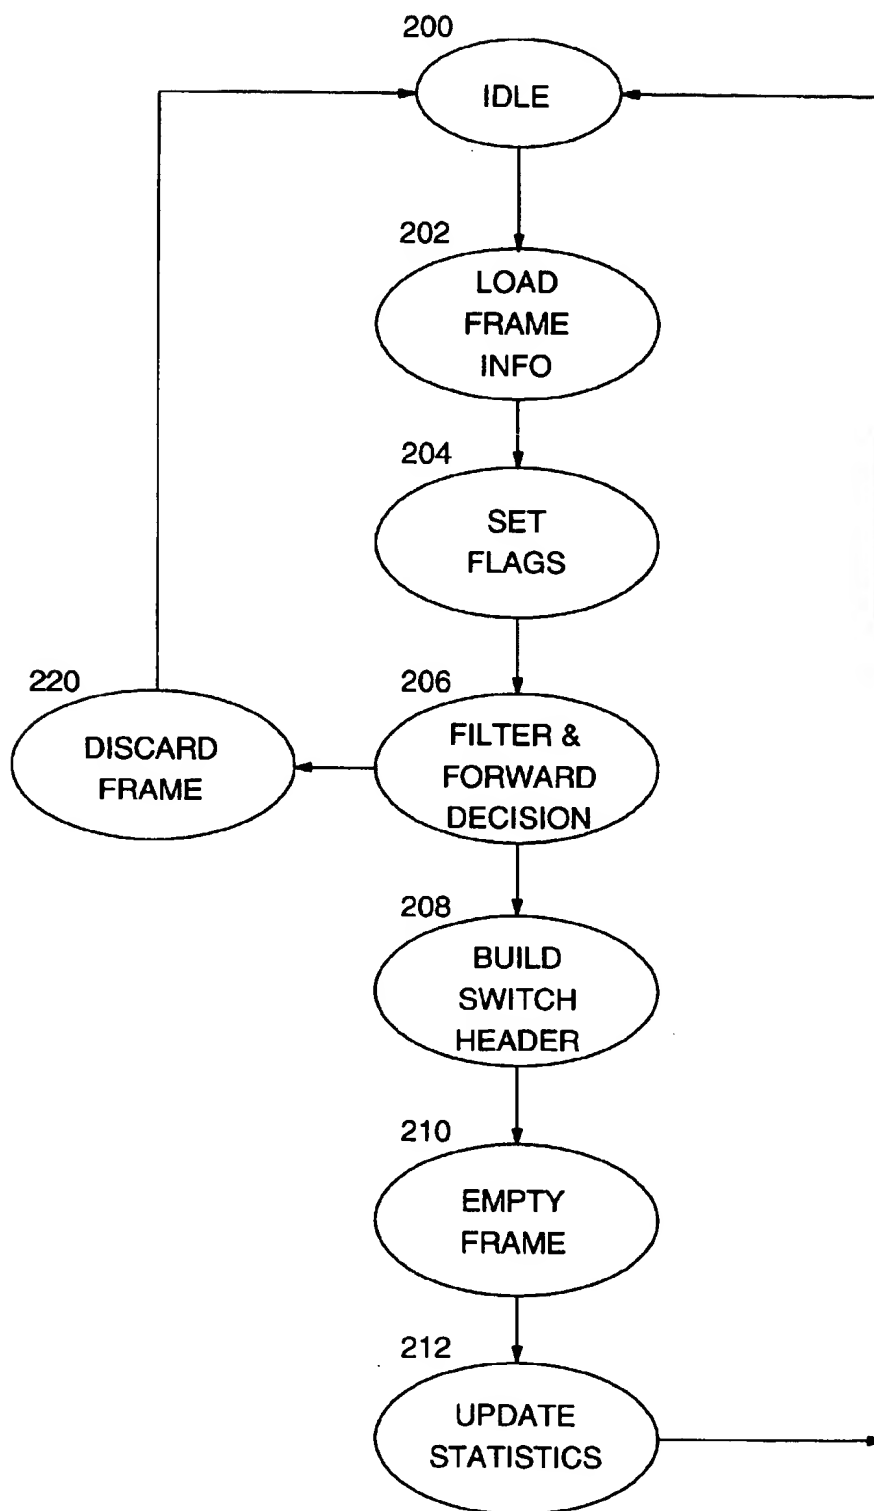 200
IDLE
202
LOAD
FRAME
INFO
204
SET
FLAGS
220
DISCARD
FRAME
206
FILTER &
FORWARD
DECISION
208
BUILD
SWITCH
HEADER
210
EMPTY
FRAME
212
UPDATE
STATISTICS